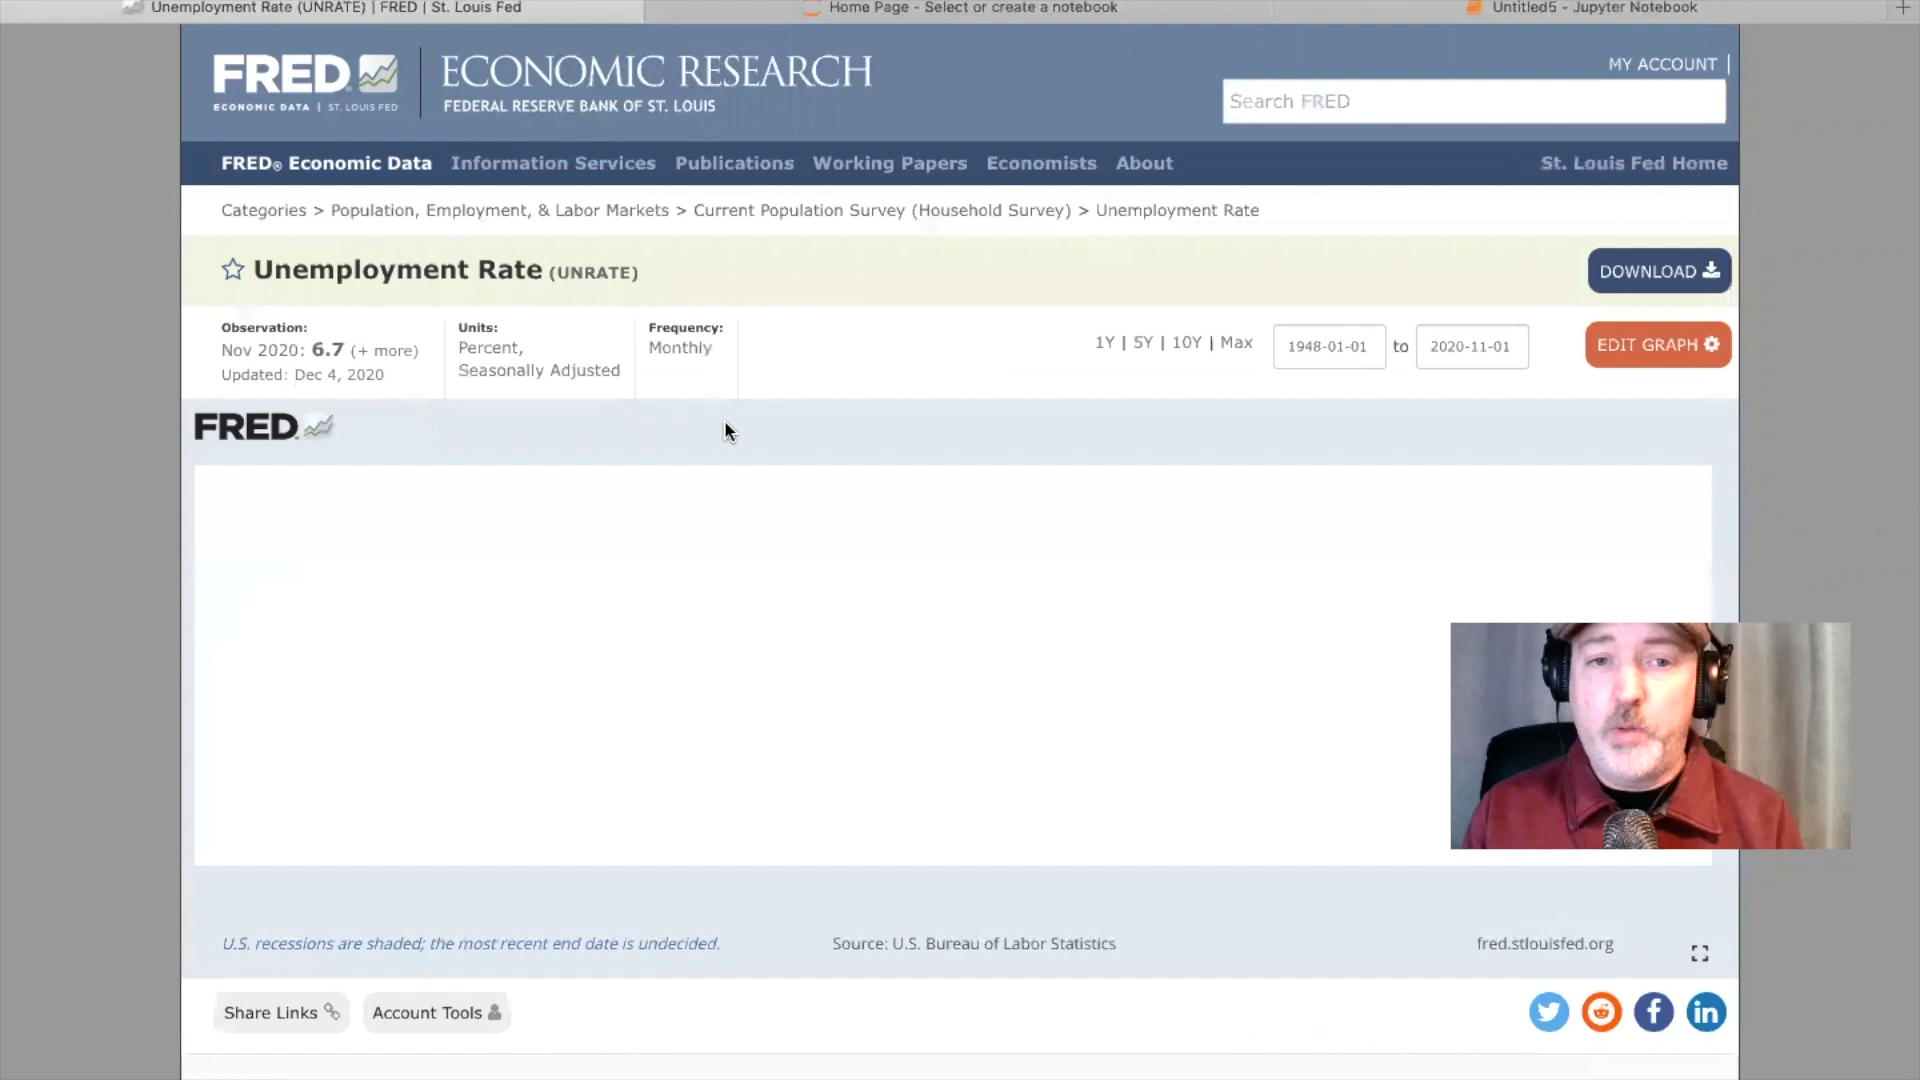 Unemployment Rate (UNRATE) | FRED | St. Louis Fed
Home Page - Select or create a notebook
Untitled5 - Jupyter Notebook
FRED
ECONOMIC DATA | ST. LOUIS FED
ECONOMIC RESEARCH
FEDERAL RESERVE BANK OF ST. LOUIS
MY ACCOUNT |
Search FRED
FRED® Economic Data Information Services Publications Working Papers Economists About St. Louis Fed Home
Categories > Population, Employment, & Labor Markets > Current Population Survey (Household Survey) > Unemployment Rate
Unemployment Rate (UNRATE)
DOWNLOAD
Observation:
Nov 2020: 6.7 (+ more)
Updated: Dec 4, 2020
Units:
Percent,
Seasonally Adjusted
Frequency:
Monthly
1Y | 5Y | 10Y | Max
1948-01-01 to 2020-11-01
EDIT GRAPH
FRED
U.S. recessions are shaded; the most recent end date is undecided.
Source: U.S. Bureau of Labor Statistics
fred.stlouisfed.org
Share Links
Account Tools